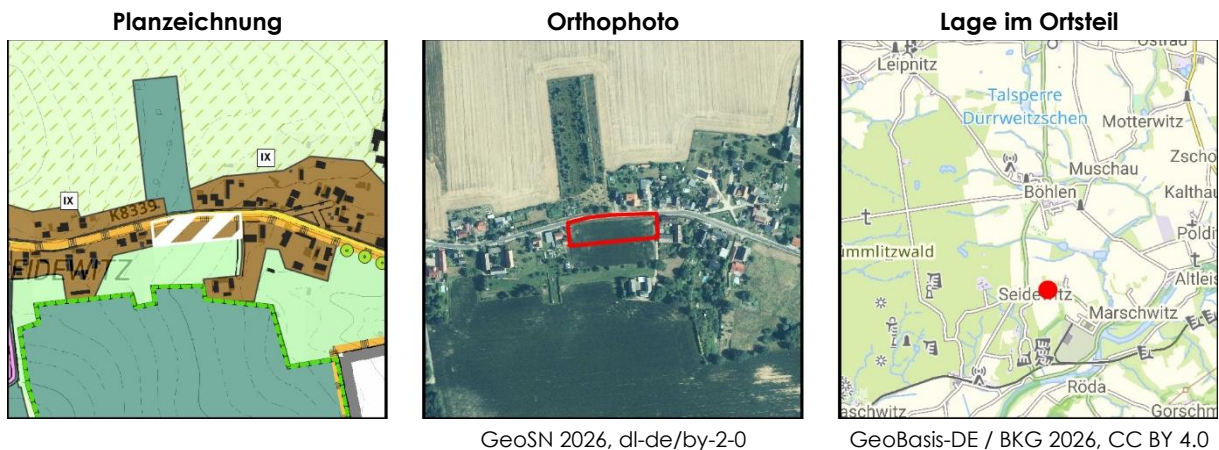 Planzeichnung
Orthophoto
Lage im Ortsteil
IX
IX
K8339
EIDEWITZ
Leipnitz
Ostrau
Talsperre
Dürrweitzschen
Motterwitz
Zscho
Muschau
Böhlen
Kalthau
Pöldi
ümmlitzwald
Altleis
Seidewitz
Marschwitz
Röda
aschwitz
Gorschm
GeoSN 2026, dl-de/by-2-0
GeoBasis-DE / BKG 2026, CC BY 4.0